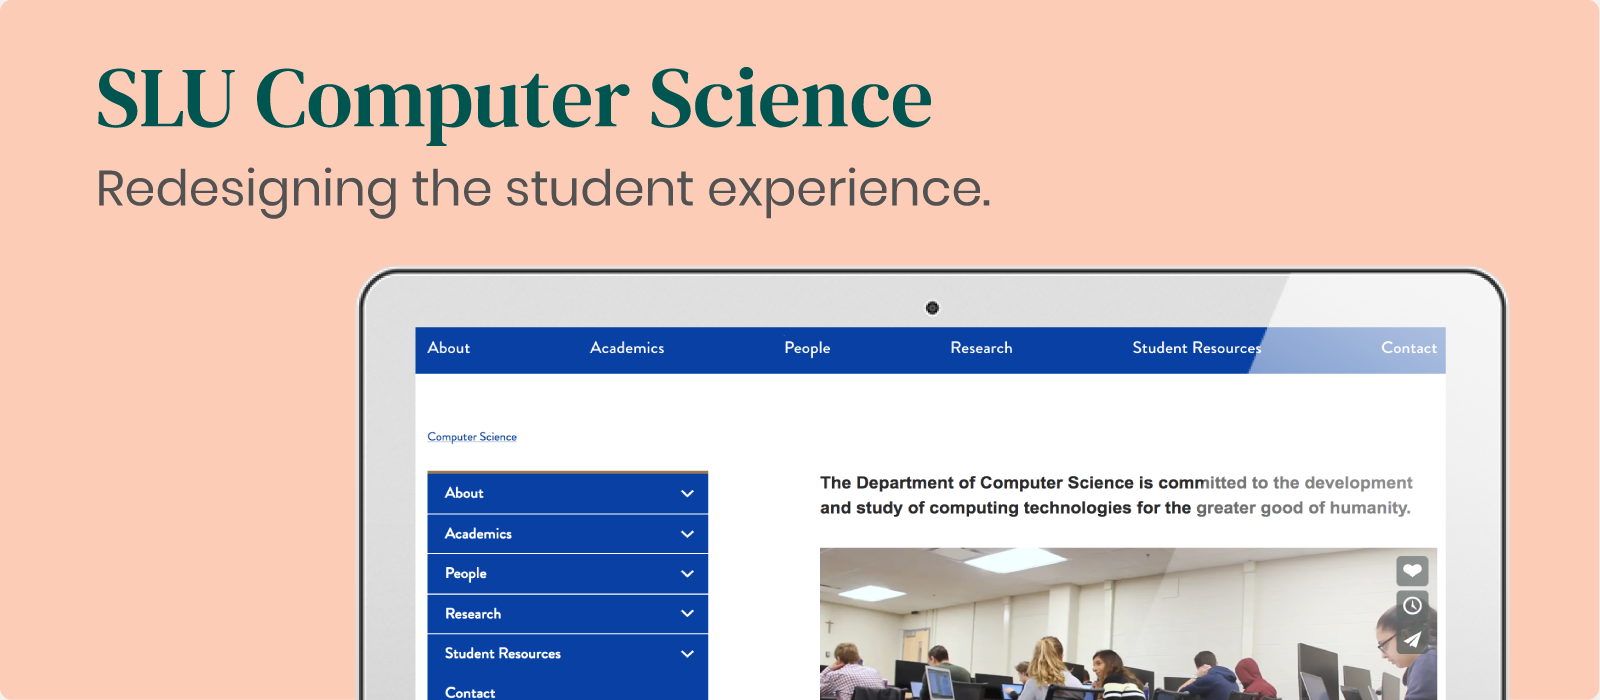 SLU Computer Science
Redesigning the student experience.
About Academics People Research Student Resources Contact
Computer Science
About
Academics
People
Research
Student Resources
Contact
The Department of Computer Science is committed to the development
and study of computing technologies for the greater good of humanity.